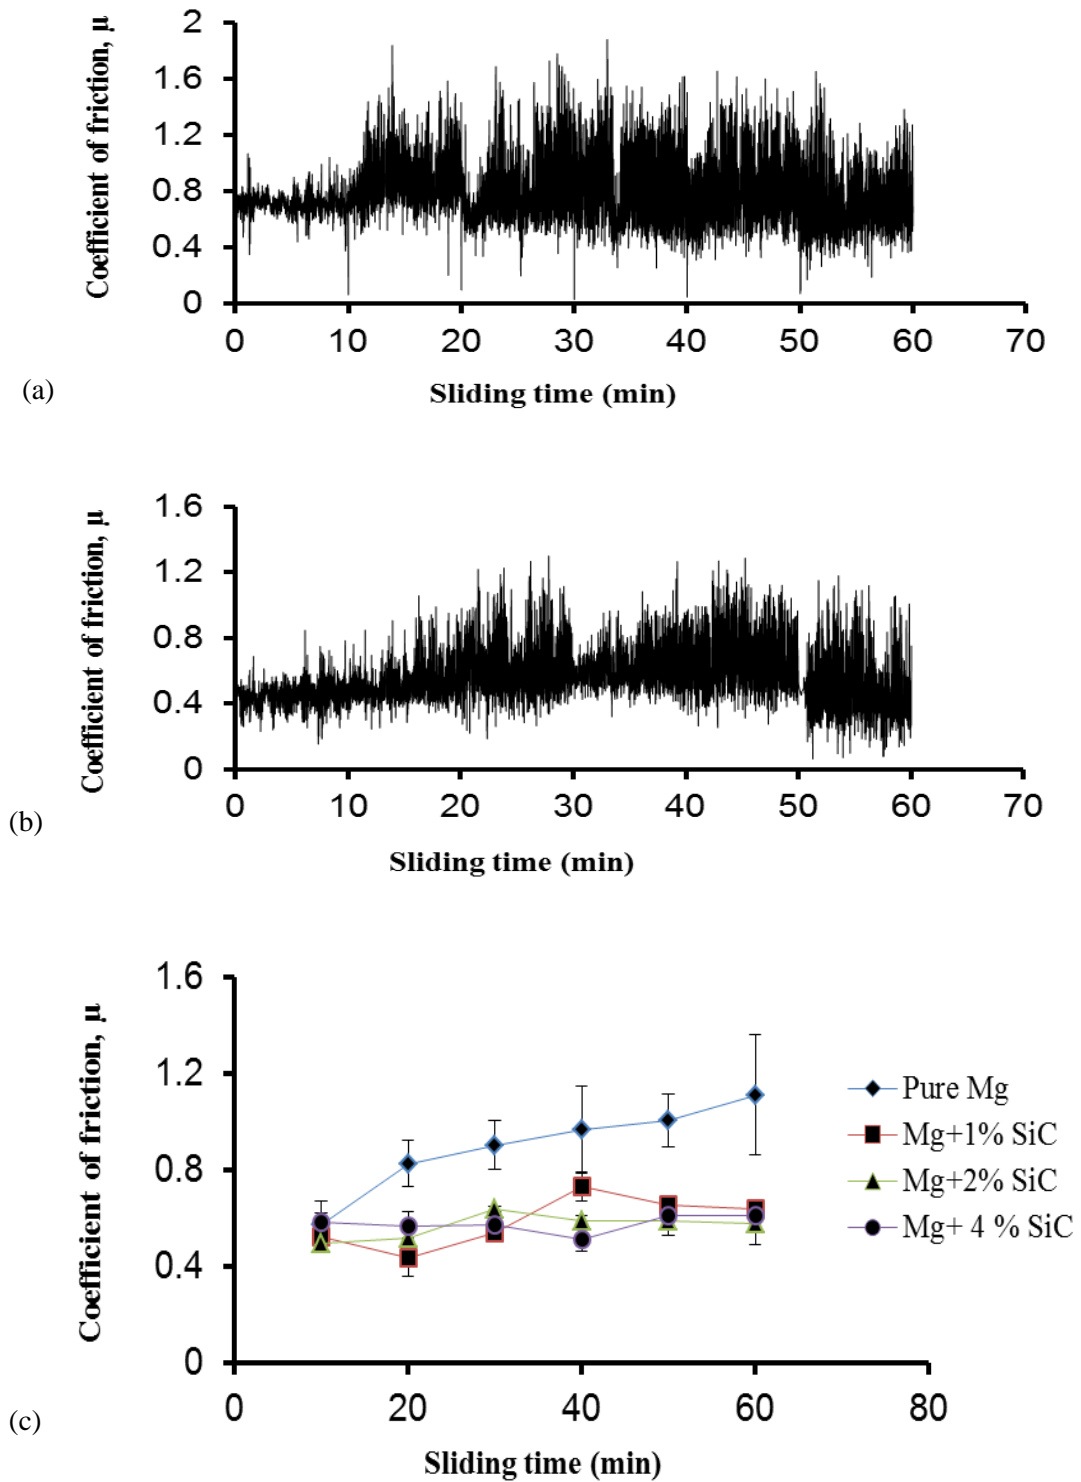 Coefficient of friction, μ
2
1.6
1.2
0.8
0.4
0
0 10 20 30 40 50 60 70
(a)
Sliding time (min)
Coefficient of friction, μ
1.6
1.2
0.8
0.4
0
0 10 20 30 40 50 60 70
(b)
Sliding time (min)
Coefficient of friction, μ
1.6
1.2
0.8
0.4
0
0 20 40 60 80
Pure Mg
Mg+1% SiC
Mg+2% SiC
Mg+ 4 % SiC
(c)
Sliding time (min)